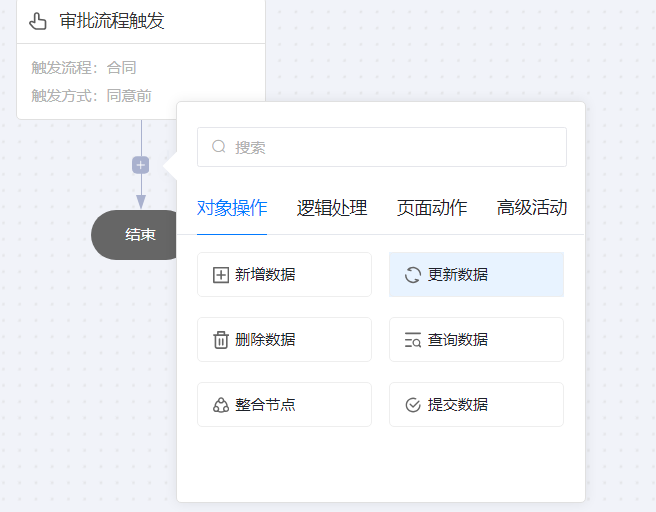 审批流程触发
触发流程：合同
触发方式：同意前
搜索
对象操作 逻辑处理 页面动作 高级活动
结束
新增数据 更新数据
删除数据 查询数据
整合节点 提交数据